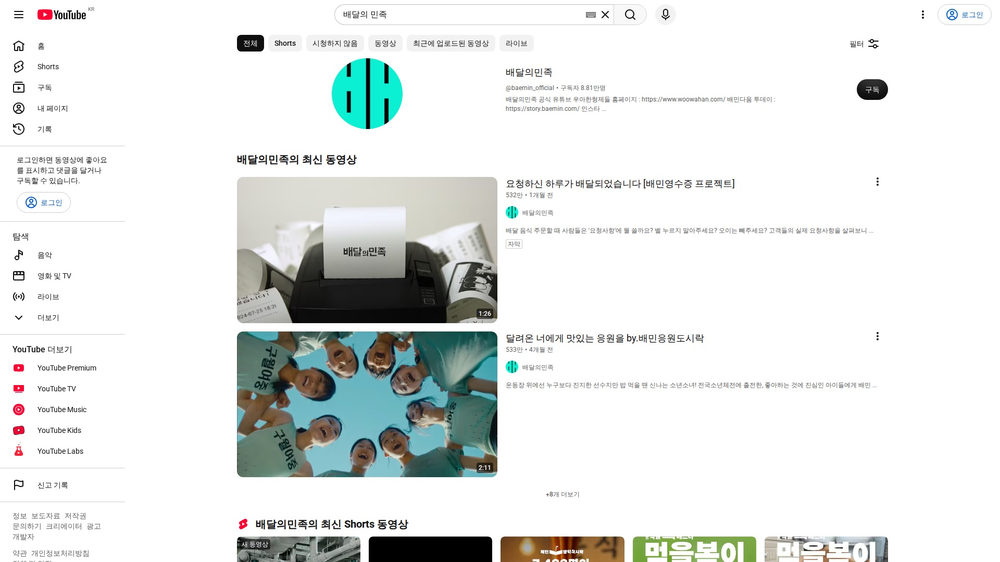 YouTube KR
배달의 민족
로그인
홈
Shorts
구독
내 페이지
기록
로그인하면 동영상에 좋아요
를 표시하고 댓글을 달거나
구독할 수 있습니다.
로그인
탐색
음악
영화 및 TV
라이브
더보기
YouTube 더보기
YouTube Premium
YouTube TV
YouTube Music
YouTube Kids
YouTube Labs
신고 기록
정보 보도자료 저작권
문의하기 크리에이터 광고
개발자
약관 개인정보처리방침
전체
Shorts
시청하지 않음
동영상
최근에 업로드된 동영상
라이브
필터
배달의민족
@baemin_official • 구독자 8.81만명
배달의민족 공식 유튜브 우아한형제들 홈페이지 : https://www.woowahan.com/ 배민다움 투데이 :
https://story.baemin.com/ 인스타 ...
구독
배달의민족의 최신 동영상
배달의민족
1:26
요청하신 하루가 배달되었습니다 [배민영수증 프로젝트]
532만 • 1개월 전
배달의민족
배달 음식 주문할 때 사람들은 '요청사항'에 뭘 쓸까요? 벨 누르지 말아주세요? 오이는 빼주세요? 고객들의 실제 요청사항을 살펴보니 ...
자막
구월여중
구월여중
2:11
달려온 너에게 맛있는 응원을 by.배민응원도시락
533만 • 4개월 전
배달의민족
운동장 위에선 누구보다 진지한 선수지만 밥 먹을 땐 신나는 소년소녀! 전국소년체전에 출전한, 좋아하는 것에 진심인 아이들에게 배민 ...
+8개 더보기
배달의민족의 최신 Shorts 동영상
새 동영상
먹을복이
먹을복이